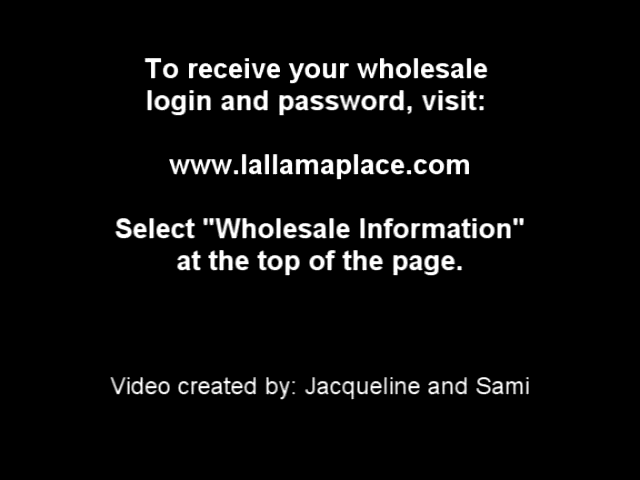 To receive your wholesale
login and password, visit:
www.lallamaplace.com
Select "Wholesale Information"
at the top of the page.
Video created by: Jacqueline and Sami